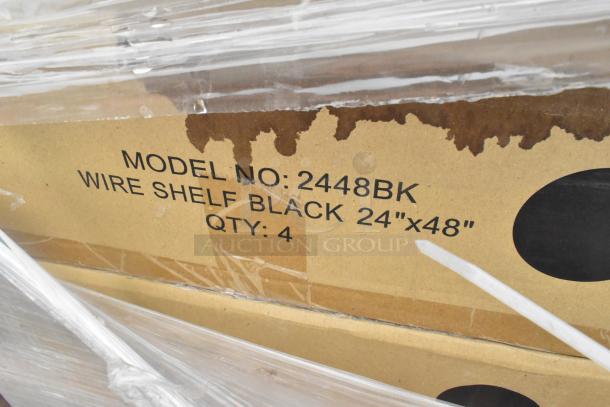 MODEL NO: 2448BK
WIRE SHELF BLACK 24"x48"
QTY: 4
AUCTION GROUP